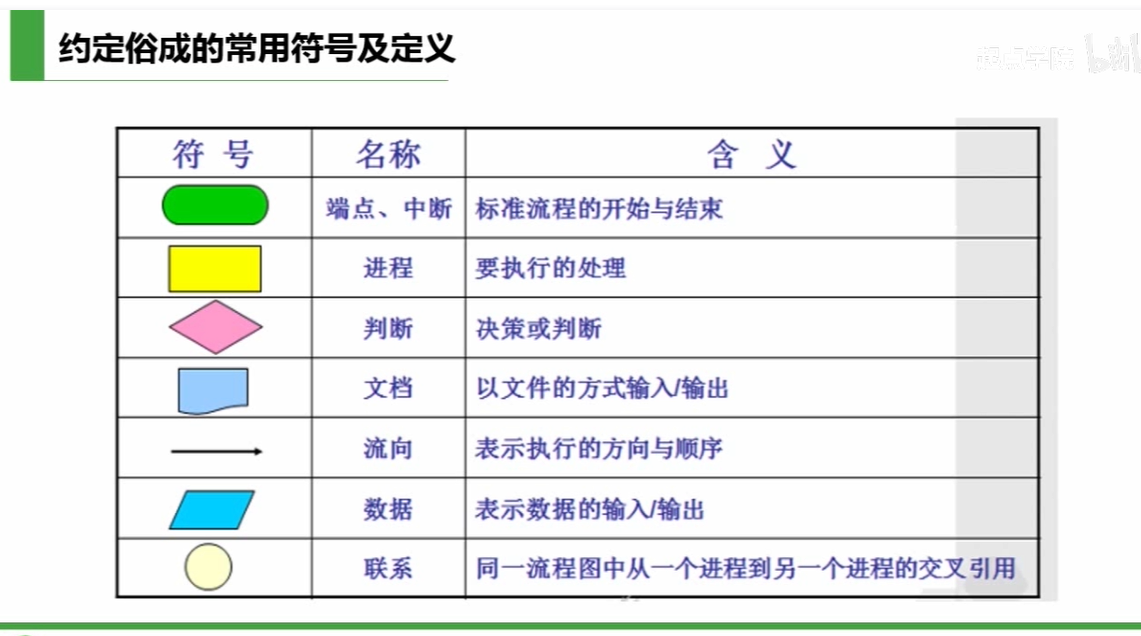 约定俗成的常用符号及定义
起点学院 bili
符 号 名称 含 义
端点、中断 标准流程的开始与结束
进程 要执行的处理
判断 决策或判断
文档 以文件的方式输入/输出
流向 表示执行的方向与顺序
数据 表示数据的输入/输出
联系 同一流程图中从一个进程到另一个进程的交叉引用